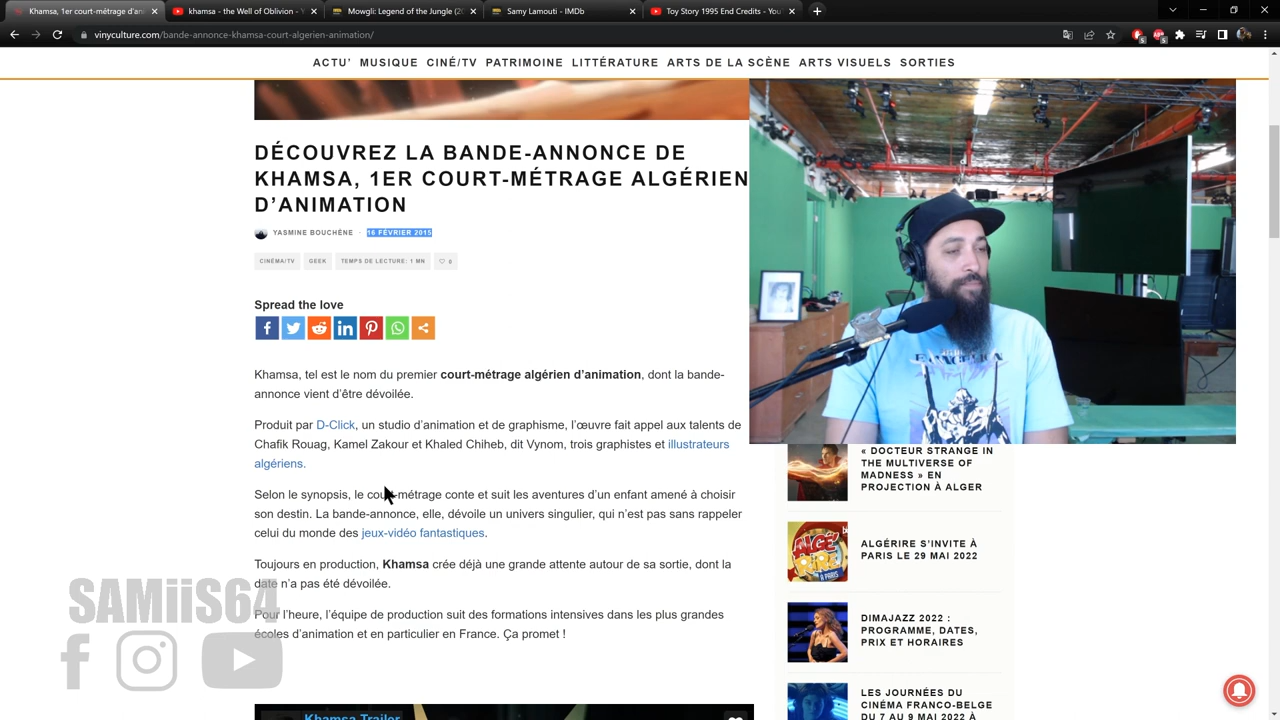 1er court-métrage d'an
khamsa - the Well of Oblivion - Y
Mowgli: Legend of the Jungle (2
Samy Lamouti - IMDb
Toy Story 1995 End Credits - You
vinyculture.com/bande-annonce-khamsa-court-algerien-animation/
ACTU' MUSIQUE CINÉ/TV PATRIMOINE LITTÉRATURE ARTS DE LA SCÈNE ARTS VISUELS SORTIES
DÉCOUVREZ LA BANDE-ANNONCE DE
KHAMSA, 1ER COURT-MÉTRAGE ALGÉRIEN
D'ANIMATION
YASMINE BOUCHÈNE · 16 FÉVRIER 2015
CINÉMA/TV GEEK TEMPS DE LECTURE: 1 MN 0
Spread the love
Khamsa, tel est le nom du premier court-métrage algérien d'animation, dont la bande-
annonce vient d'être dévoilée.
Produit par D-Click, un studio d'animation et de graphisme, l'œuvre fait appel aux talents de
Chafik Rouag, Kamel Zakour et Khaled Chiheb, dit Vynom, trois graphistes et illustrateurs
algériens.
Selon le synopsis, le court-métrage conte et suit les aventures d'un enfant amené à choisir
son destin. La bande-annonce, elle, dévoile un univers singulier, qui n'est pas sans rappeler
celui du monde des jeux-vidéo fantastiques.
Toujours en production, Khamsa crée déjà une grande attente autour de sa sortie, dont la
date n'a pas été dévoilée.
Pour l'heure, l'équipe de production suit des formations intensives dans les plus grandes
écoles d'animation et en particulier en France. Ça promet !
Khamsa Trailer
EVANGELION
« DOCTEUR STRANGE IN
THE MULTIVERSE OF
MADNESS » EN
PROJECTION À ALGER
ALGÉRIRE S'INVITE À
PARIS LE 29 MAI 2022
DIMAJAZZ 2022 :
PROGRAMME, DATES,
PRIX ET HORAIRES
LES JOURNÉES DU
CINÉMA FRANCO-BELGE
DU 7 AU 9 MAI 2022 À
SAMiiS64